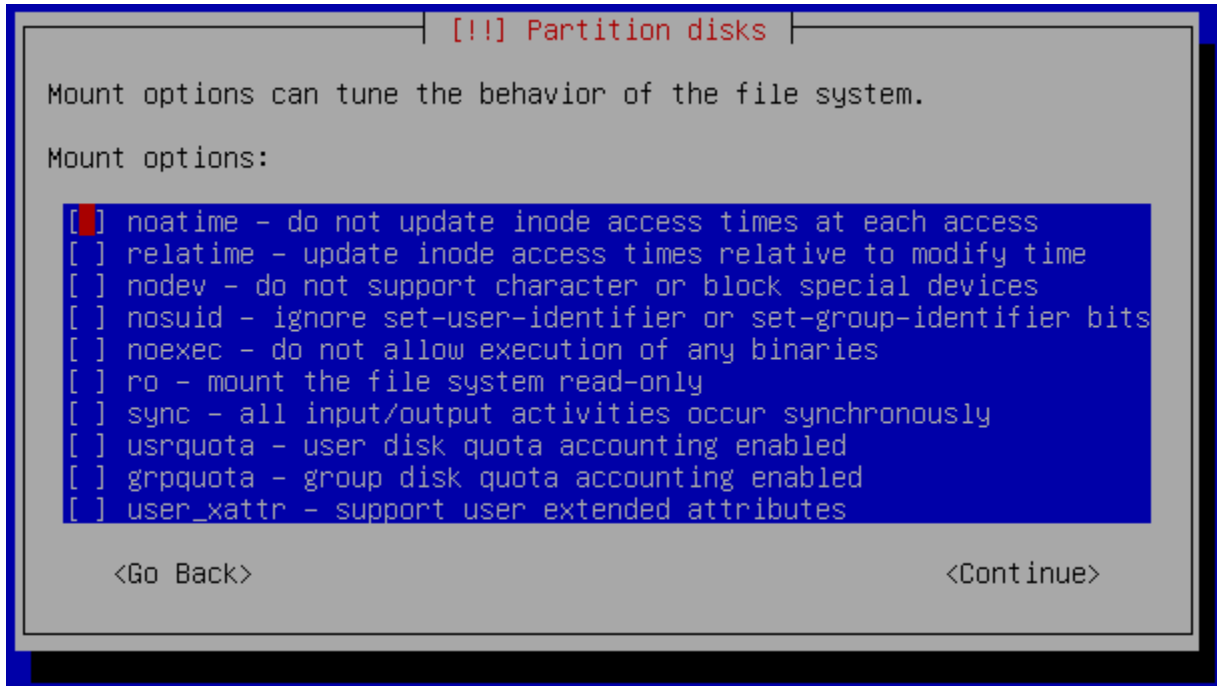 [!!] Partition disks
Mount options can tune the behavior of the file system.
Mount options:
[ ] noatime – do not update inode access times at each access
[ ] relatime – update inode access times relative to modify time
[ ] nodev – do not support character or block special devices
[ ] nosuid – ignore set-user-identifier or set-group-identifier bits
[ ] noexec – do not allow execution of any binaries
[ ] ro – mount the file system read-only
[ ] sync – all input/output activities occur synchronously
[ ] usrquota – user disk quota accounting enabled
[ ] grpquota – group disk quota accounting enabled
[ ] user_xattr – support user extended attributes
<Go Back> <Continue>